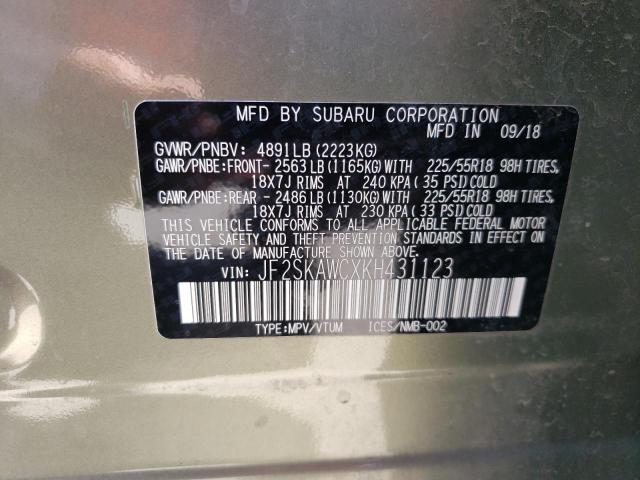 MFD BY SUBARU CORPORATION
MFD IN 09/18
GVWR/PNBV: 4891LB(2223KG)
GAWR/PNBE:FRONT- 2563LB(1165KG)WITH 225/55R18 98H TIRES,
18X7J RIMS AT 240 KPA(35 PSI)COLD
GAWR/PNBE:REAR - 2486LB(1130KG)WITH 225/55R18 98H TIRES,
18X7J RIMS AT 230 KPA(33 PSI)COLD
THIS VEHICLE CONFORMS TO ALL APPLICABLE FEDERAL MOTOR
VEHICLE SAFETY AND THEFT PREVENTION STANDARDS IN EFFECT ON
THE DATE OF MANUFACTURE SHOWN ABOVE.
VIN: JF2SKAWCXKH431123
TYPE:MPV/VTUM ICES/NMB-002